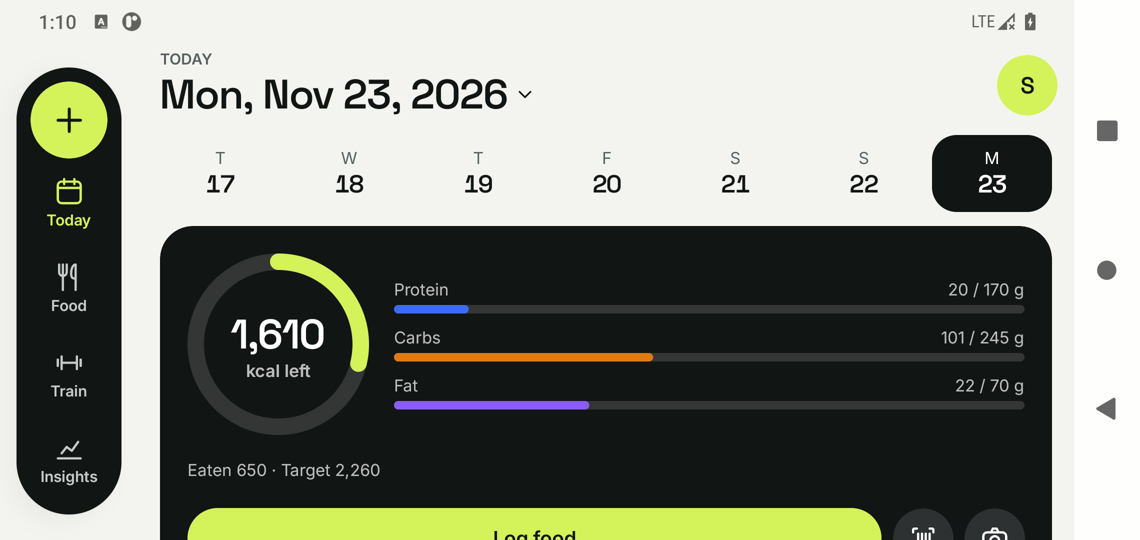 1:10
A
LTE
TODAY
Mon, Nov 23, 2026
S
T W T F S S M
17 18 19 20 21 22 23
Today
Food
Train
Insights
1,610
kcal left
Protein 20 / 170 g
Carbs 101 / 245 g
Fat 22 / 70 g
Eaten 650 · Target 2,260
Log food